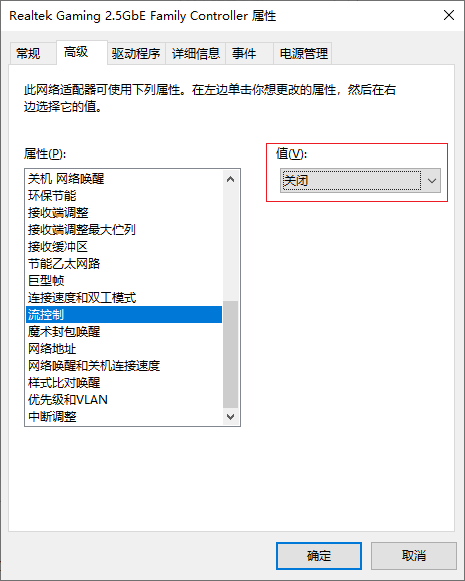 Realtek Gaming 2.5GbE Family Controller 属性
常规 高级 驱动程序 详细信息 事件 电源管理
此网络适配器可使用下列属性。在左边单击你想更改的属性，然后在右
边选择它的值。
属性(P):
值(V):
关闭
关机 网络唤醒
环保节能
接收端调整
接收端调整最大伫列
接收缓冲区
节能乙太网路
巨型帧
连接速度和双工模式
流控制
魔术封包唤醒
网络地址
网络唤醒和关机连接速度
样式比对唤醒
优先级和VLAN
中断调整
确定 取消